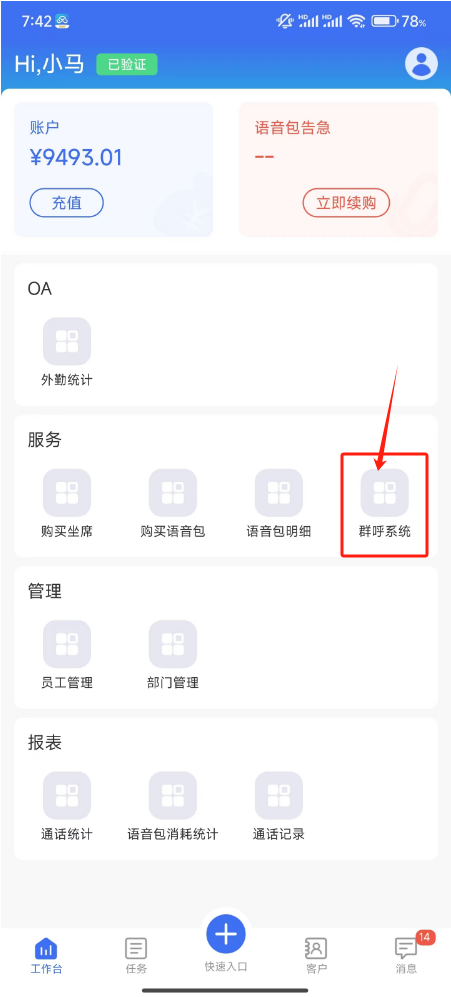 7:42 HD HD 78%
Hi,小马 已验证
账户
¥9493.01
充值
语音包告急
--
立即续购
OA
外勤统计
服务
购买坐席 购买语音包 语音包明细 群呼系统
管理
员工管理 部门管理
报表
通话统计 语音包消耗统计 通话记录
14
工作台 任务 快速入口 客户 消息